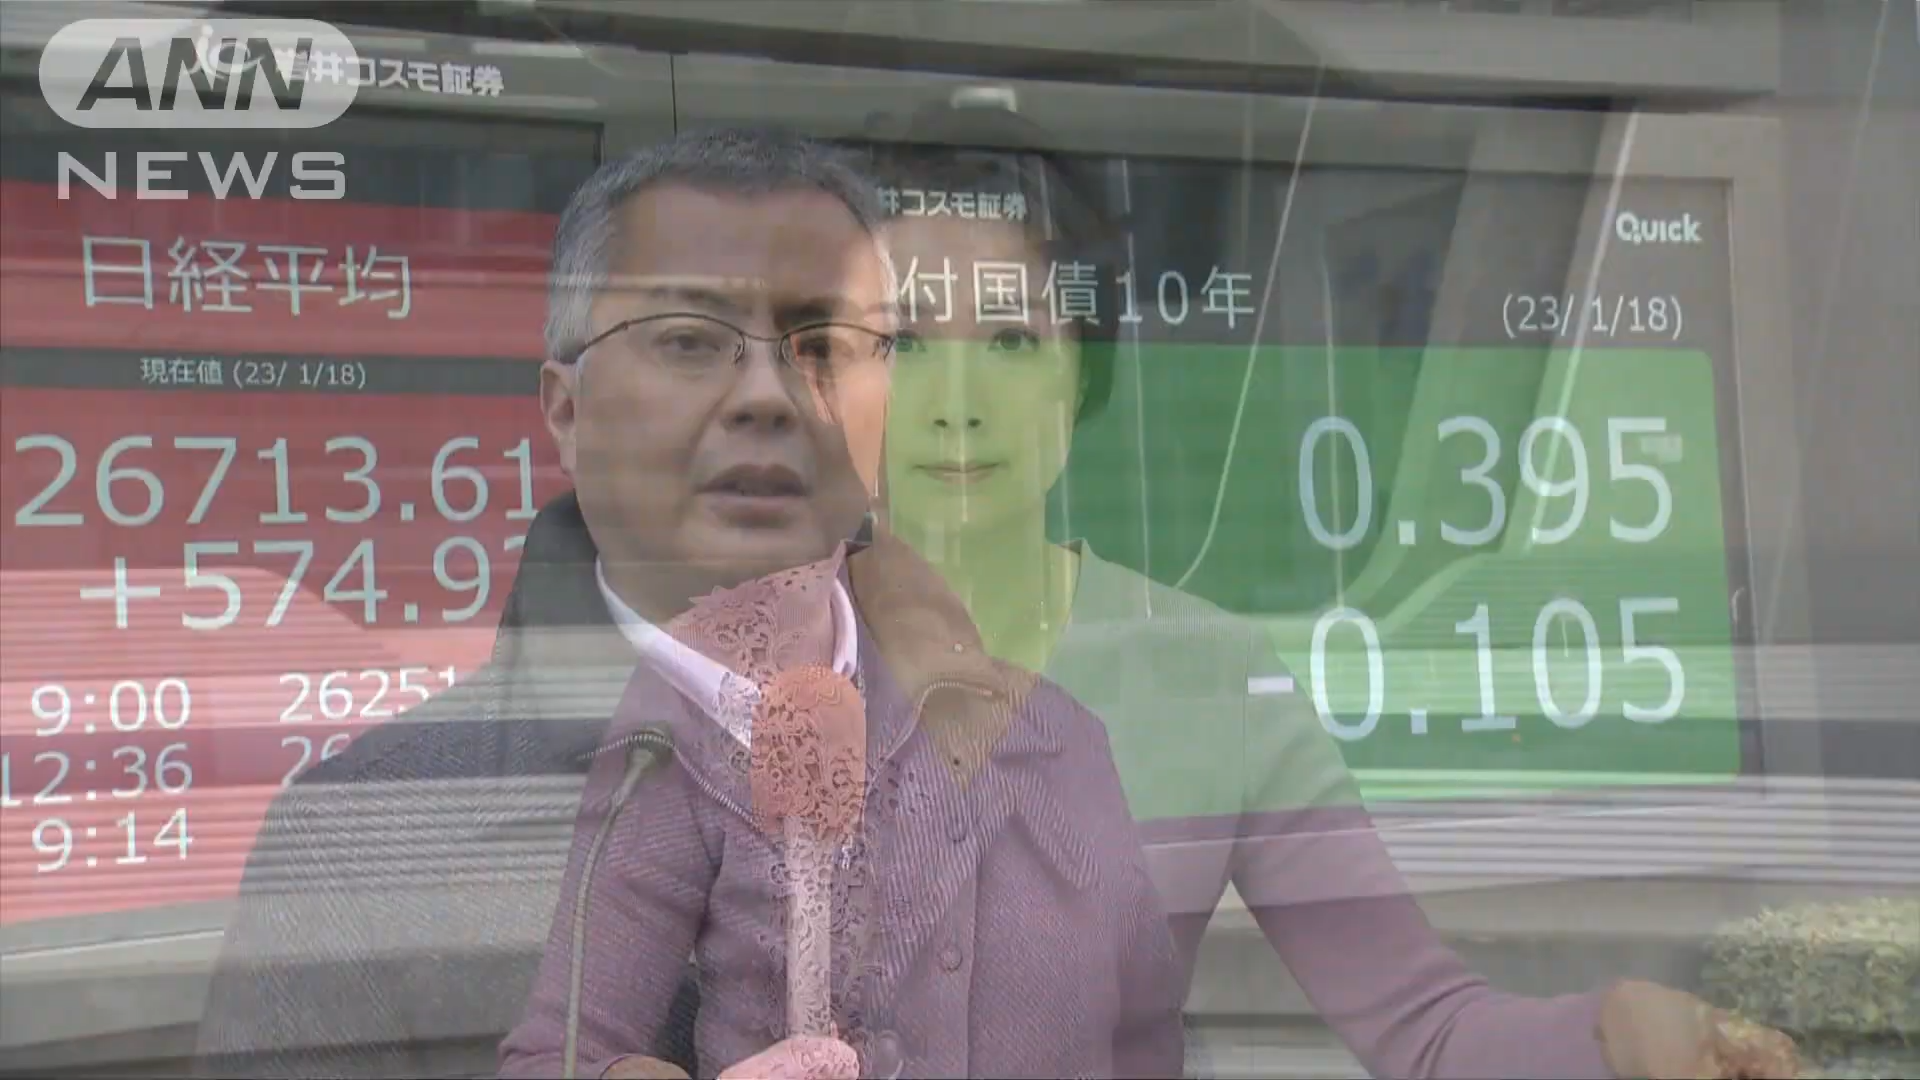 ANN
NEWS
岩井コスモ証券
日経平均
現在値 (23/ 1/18)
26713.61
+574.9
9:00 26251
12:36 26
9:14
井コスモ証券
Quick
付国債10年
(23/ 1/18)
0.395
-0.105